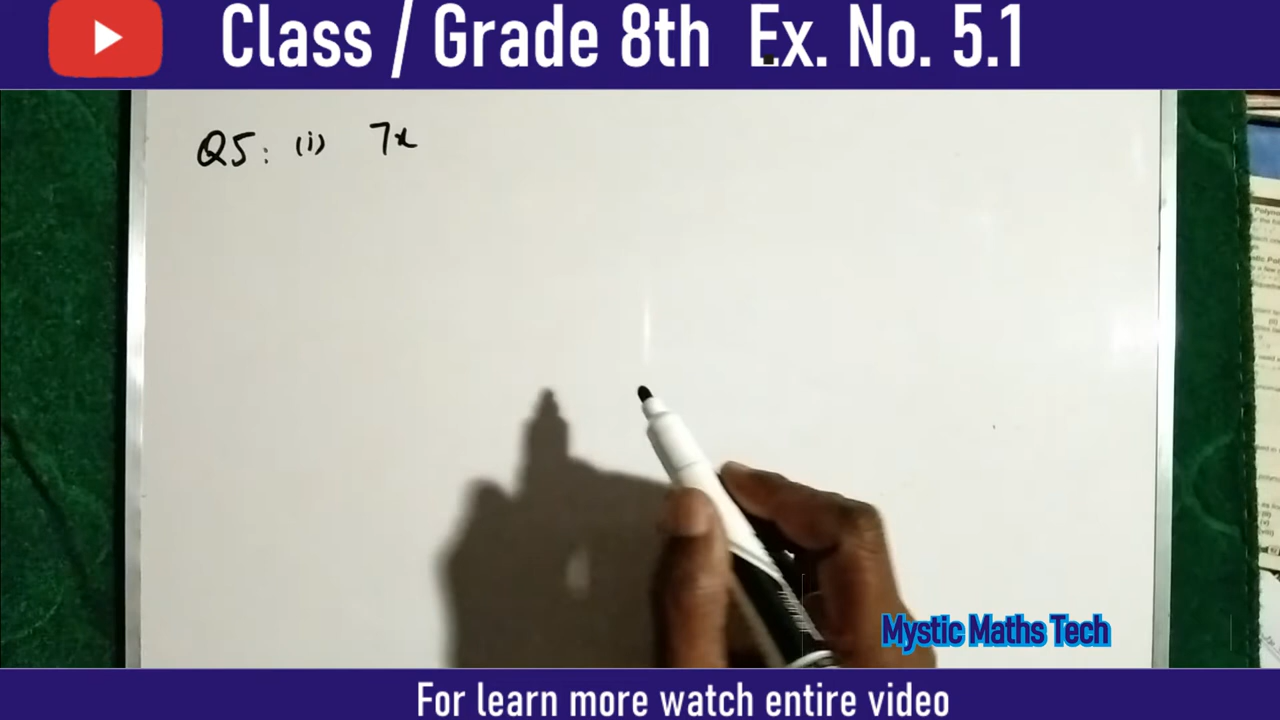 Class / Grade 8th Ex. No. 5.1
Q5: (i) 7x
Mystic Maths Tech
For learn more watch entire video